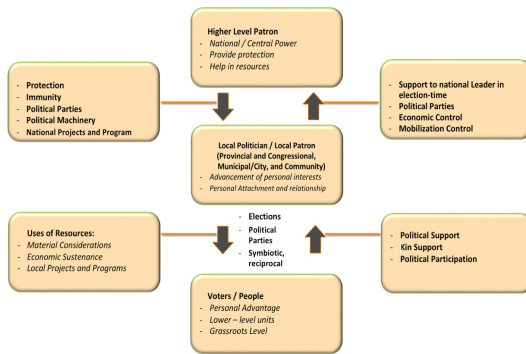 Higher Level Patron
- National / Central Power
- Provide protection
- Help in resources
- Protection
- Immunity
- Political Parties
- Political Machinery
- National Projects and Program
- Support to national Leader in
election-time
- Political Parties
- Economic Control
- Mobilization Control
Local Politician / Local Patron
(Provincial and Congressional,
Municipal/City, and Community)
- Advancement of personal interests
- Personal Attachment and relationship
- Elections
- Political
Parties
- Symbiotic,
reciprocal
Uses of Resources:
- Material Considerations
- Economic Sustenance
- Local Projects and Programs
- Political Support
- Kin Support
- Political Participation
Voters / People
- Personal Advantage
- Lower – level units
- Grassroots Level